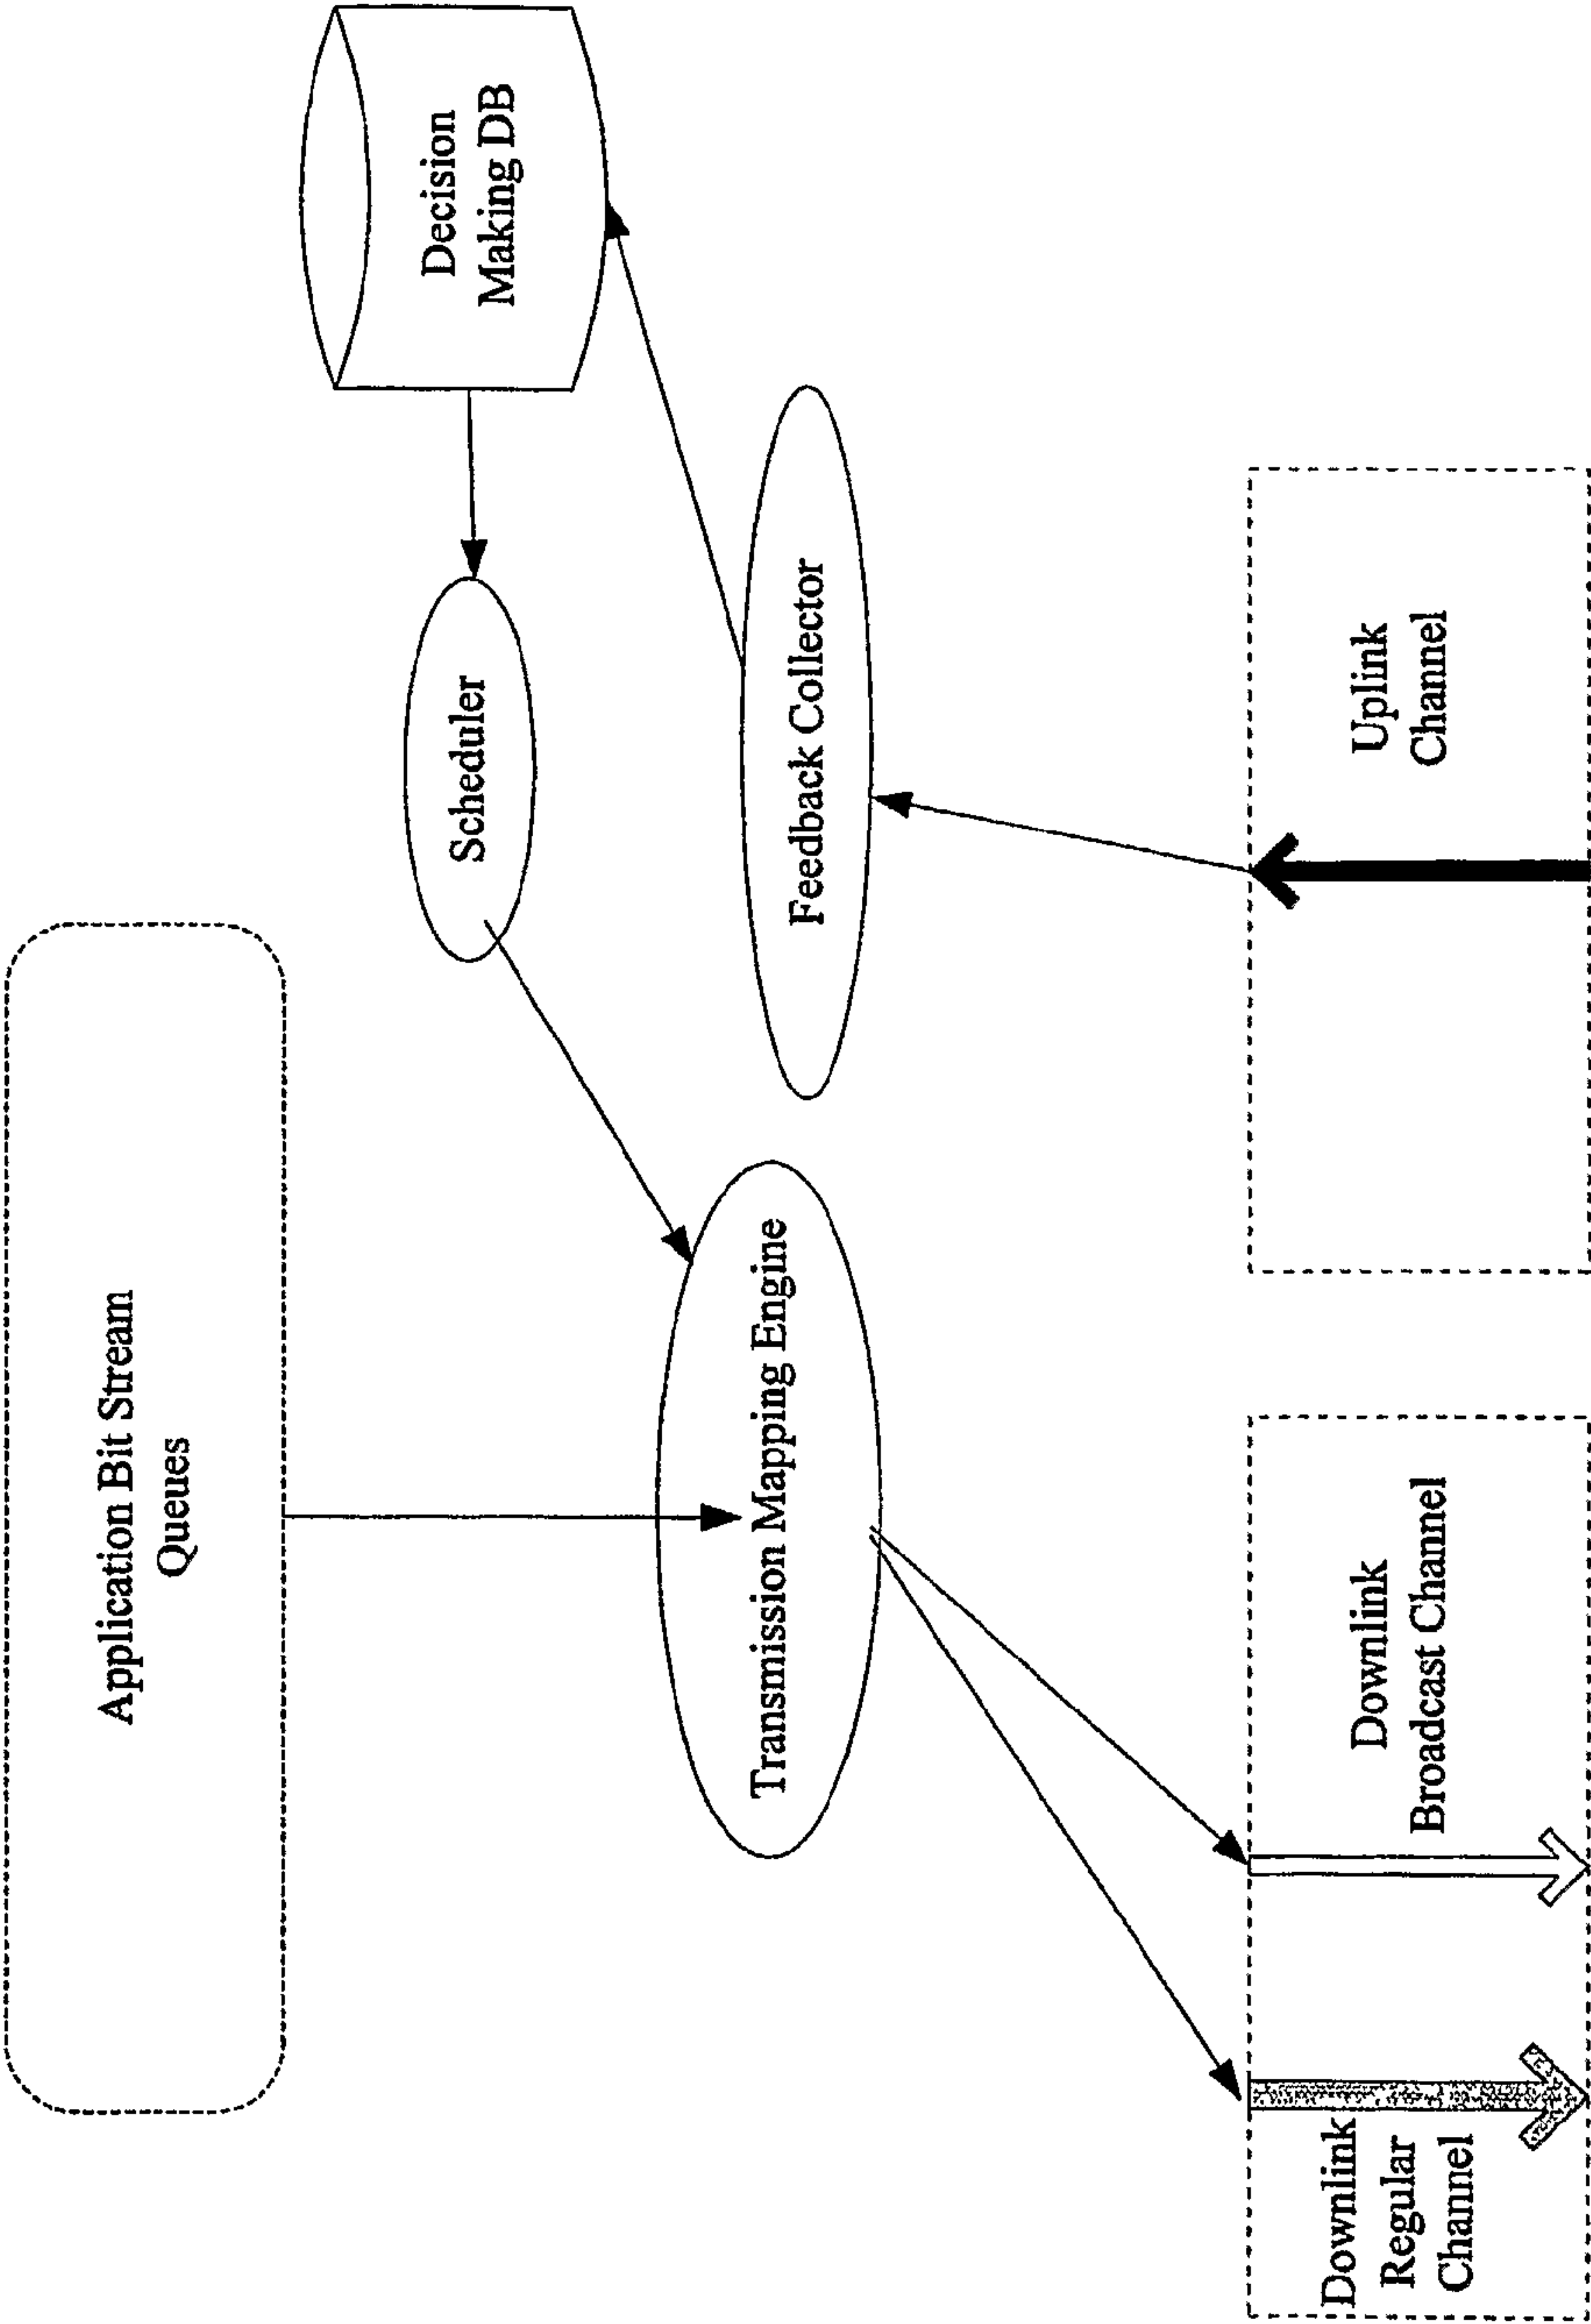 Application Bit Stream
Queues
Decision
Making DB
Scheduler
Transmission Mapping Engine
Feedback Collector
Downlink
Regular
Channel
Downlink
Broadcast Channel
Uplink
Channel